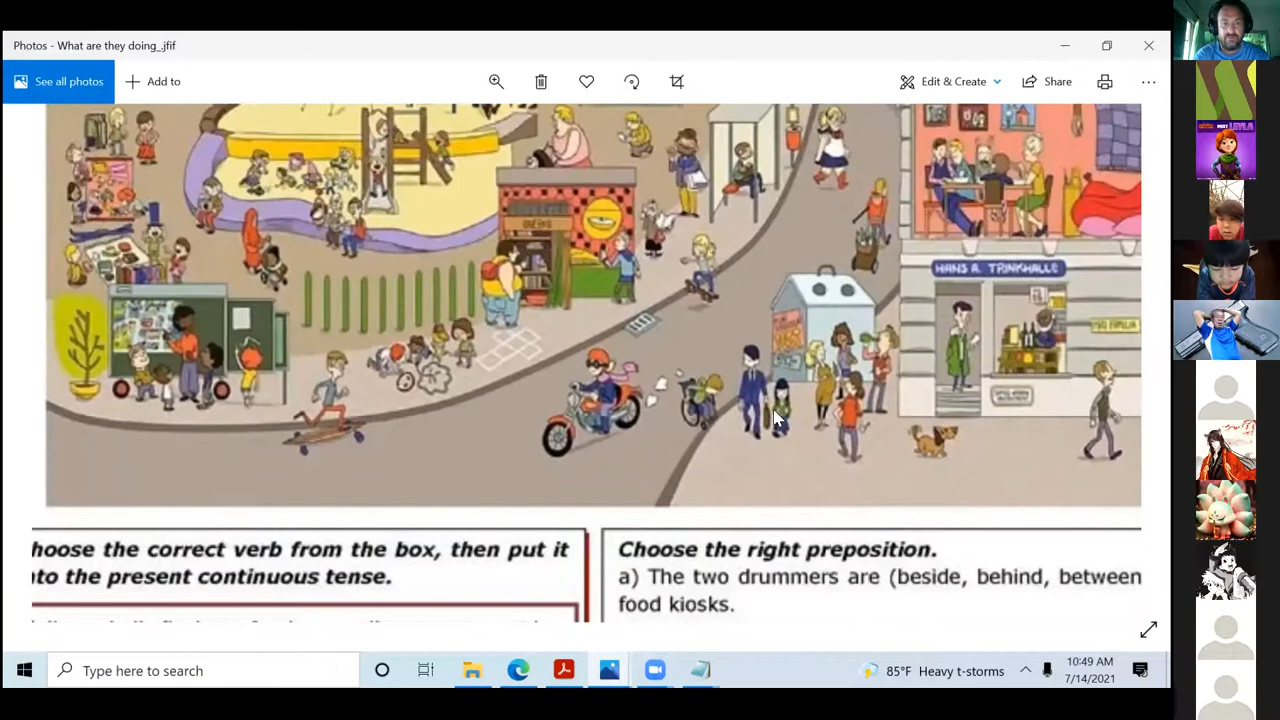 Photos - What are they doing_.jfif
See all photos
Add to
Edit & Create
Share
HANS A. TRINKHALLE
hoose the correct verb from the box, then put it
nto the present continuous tense.
Choose the right preposition.
a) The two drummers are (beside, behind, between
food kiosks.
Type here to search
85°F Heavy t-storms
10:49 AM
7/14/2021